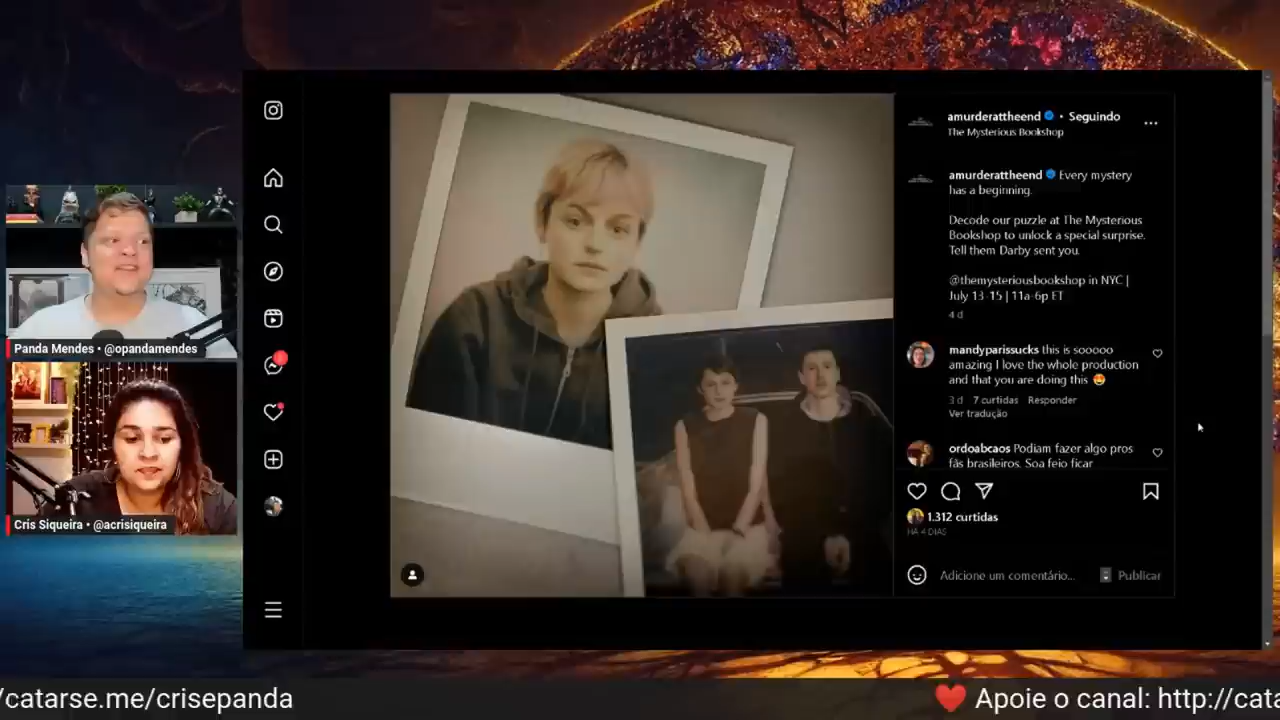 amurderattheend • Seguindo
The Mysterious Bookshop
amurderattheend Every mystery
has a beginning.
Decode our puzzle at The Mysterious
Bookshop to unlock a special surprise.
Tell them Darby sent you.
@themysteriousbookshop in NYC |
July 13-15 | 11a-6p ET
4 d
mandyparissucks this is sooooo
amazing I love the whole production
and that you are doing this 🤩
3 d 7 curtidas Responder
Ver tradução
ordoabcaos Podiam fazer algo pros
fãs brasileiros. Soa feio ficar
1.312 curtidas
HÁ 4 DIAS
Adicione um comentário... Publicar
Panda Mendes • @opandamendes
Cris Siqueira • @acrisiqueira
/catarse.me/crisepanda
❤️ Apoie o canal: http://cata